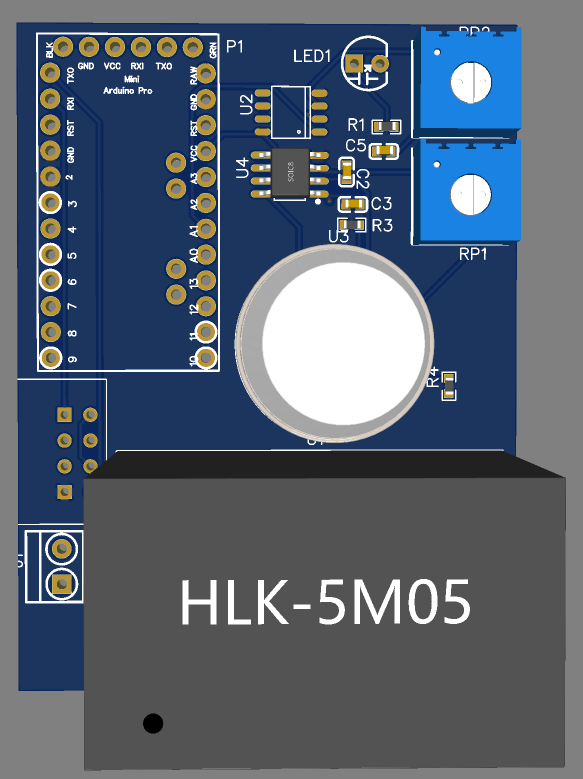 P1
BLK
GND
VCC
RXI
TXO
GRN
TXO
RXI
RST
GND
2
3
4
5
6
7
8
9
Mini
Arduino Pro
RAW
GND
RST
VCC
A3
A2
A1
A0
13
12
11
10
LED1
U2
R1
C5
U4
SOIC8
C2
C3
R3
U3
RP1
R4
HLK-5M05